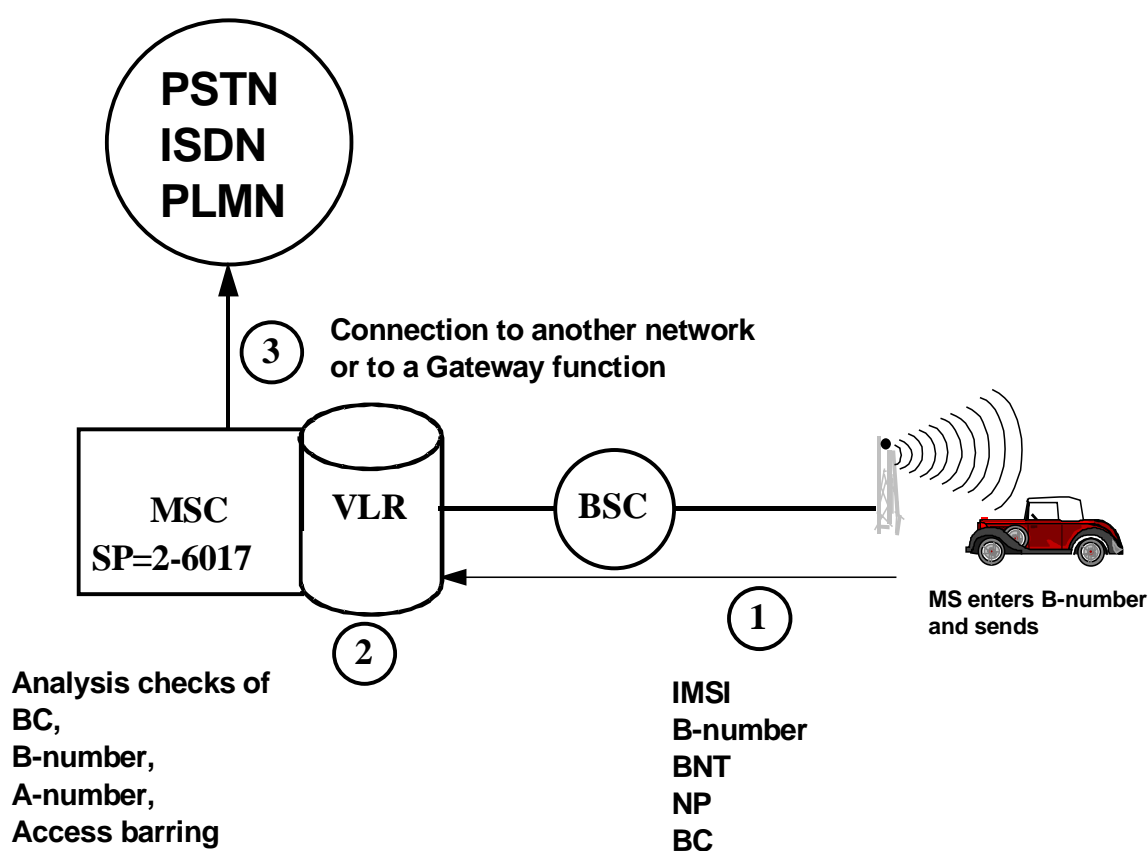 PSTN
ISDN
PLMN
3
Connection to another network
or to a Gateway function
MSC
SP=2-6017
VLR
BSC
MS enters B-number
and sends
1
2
Analysis checks of
BC,
B-number,
A-number,
Access barring
IMSI
B-number
BNT
NP
BC